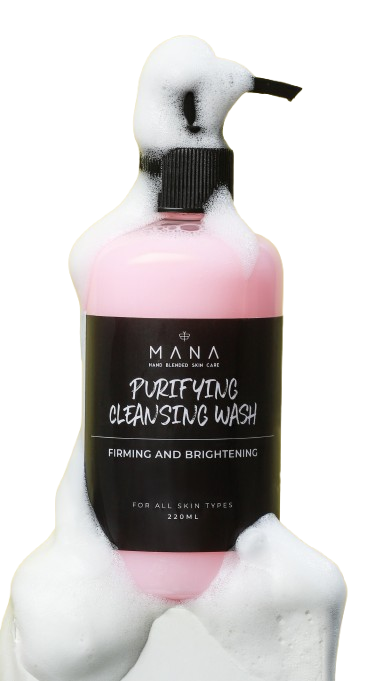 MANA
HAND BLENDED SKIN CARE
PURIFYING
CLEANSING WASH
FIRMING AND BRIGHTENING
FOR ALL SKIN TYPES
220ML